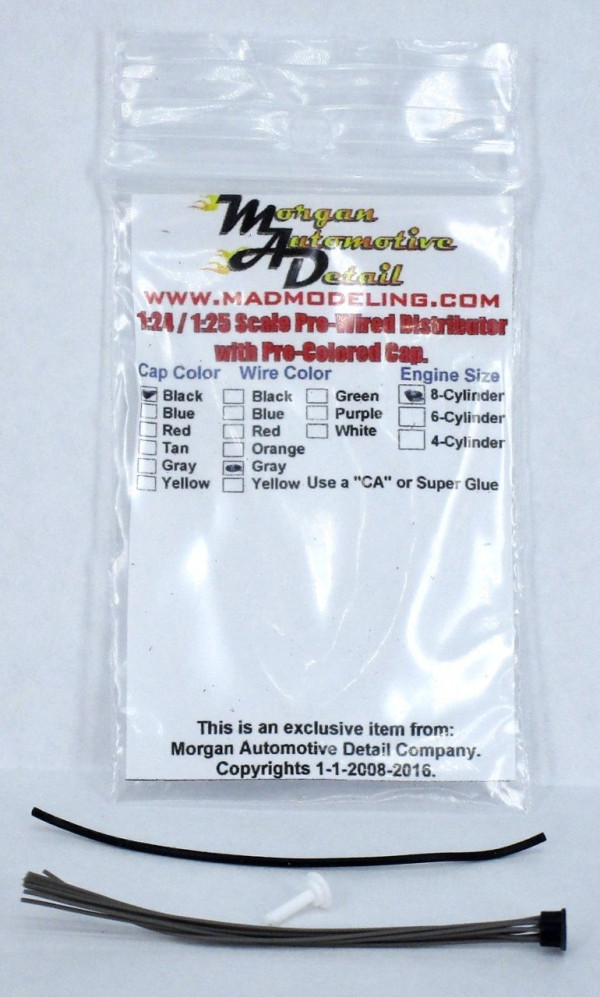 Morgan
Automotive
Detail
WWW.MADMODELING.COM
1:24 / 1:25 Scale Pre-Wired Distributor
with Pre-Colored Cap.
Cap Color Wire Color Engine Size
Black Black Green 8-Cylinder
Blue Blue Purple 6-Cylinder
Red Red White 4-Cylinder
Tan Orange
Gray Gray
Yellow Yellow Use a "CA" or Super Glue
This is an exclusive item from:
Morgan Automotive Detail Company.
Copyrights 1-1-2008-2016.